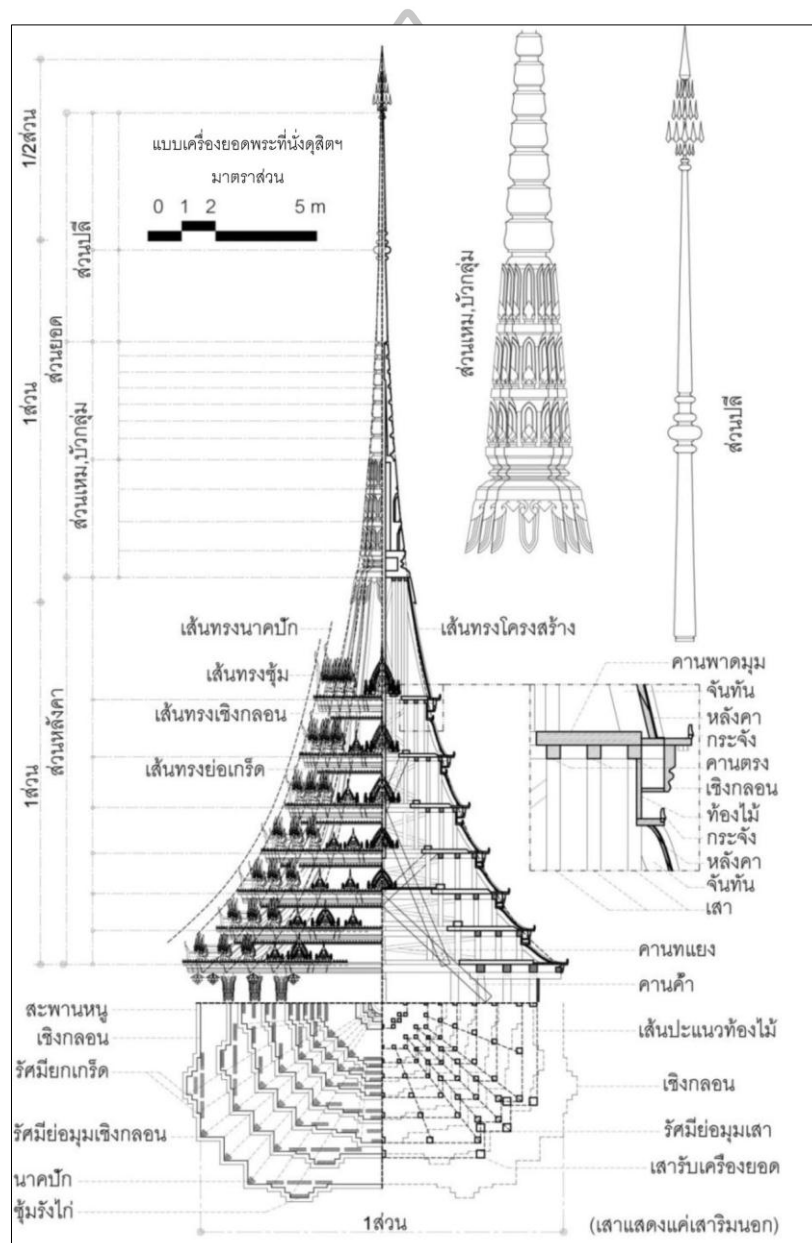 แบบเครื่องยอดพระที่นั่งดุสิตฯ
มาตราส่วน
0 1 2 5 m
1/2ส่วน
1ส่วน
1ส่วน
ส่วนยอด
ส่วนหลังคา
ส่วนปลี
ส่วนเหม,บัวกลุ่ม
ส่วนเหม,บัวกลุ่ม
ส่วนปลี
เส้นทรงนาคปัก
เส้นทรงโครงสร้าง
เส้นทรงซุ้ม
เส้นทรงเชิงกลอน
เส้นทรงย่อเกร็ด
คานพาดมุม
จันทัน
หลังคา
กระจัง
คานตรง
เชิงกลอน
ท้องไม้
กระจัง
หลังคา
จันทัน
เสา
คานทแยง
คานค้ำ
สะพานหนู
เชิงกลอน
รัศมียกเกร็ด
รัศมีย่อมุมเชิงกลอน
นาคปัก
ซุ้มรังไก่
เส้นปะแนวท้องไม้
เชิงกลอน
รัศมีย่อมุมเสา
เสารับเครื่องยอด
1ส่วน
(เสาแสดงแค่เสาริมนอก)